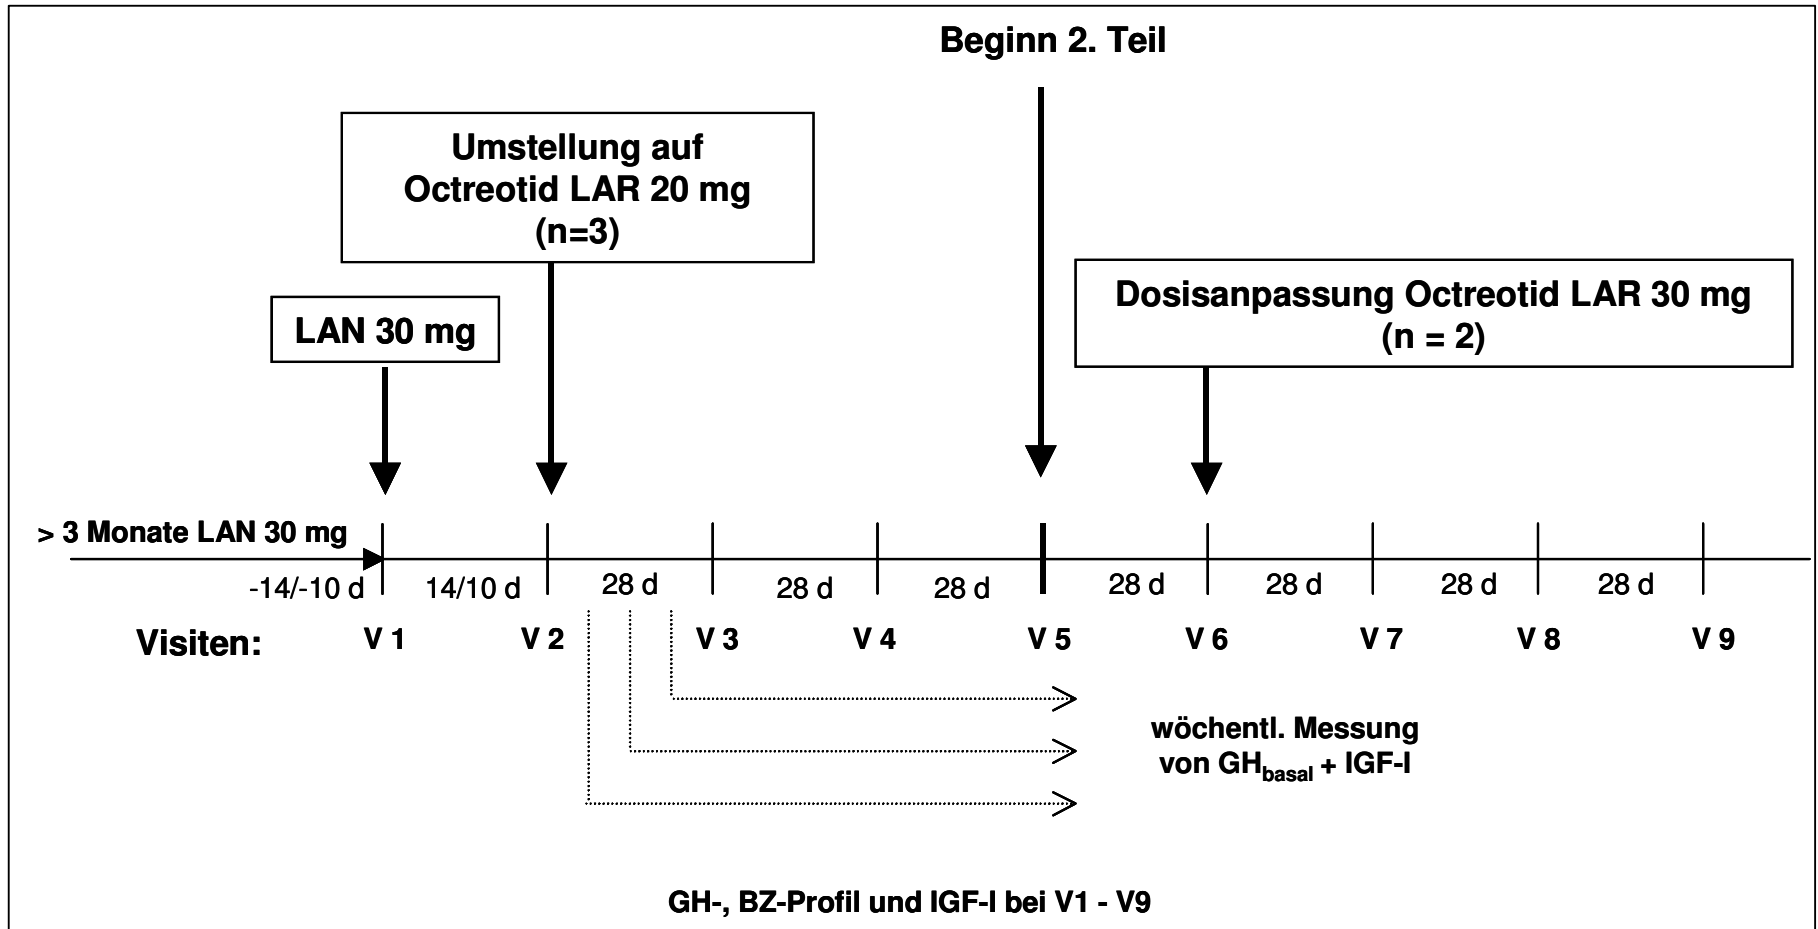 Beginn 2. Teil
Umstellung auf
Octreotid LAR 20 mg
(n=3)
Dosisanpassung Octreotid LAR 30 mg
(n = 2)
LAN 30 mg
> 3 Monate LAN 30 mg
-14/-10 d 14/10 d 28 d 28 d 28 d 28 d 28 d 28 d 28 d
Visiten: V 1 V 2 V 3 V 4 V 5 V 6 V 7 V 8 V 9
wöchentl. Messung
von GHbasal + IGF-I
GH-, BZ-Profil und IGF-I bei V1 - V9